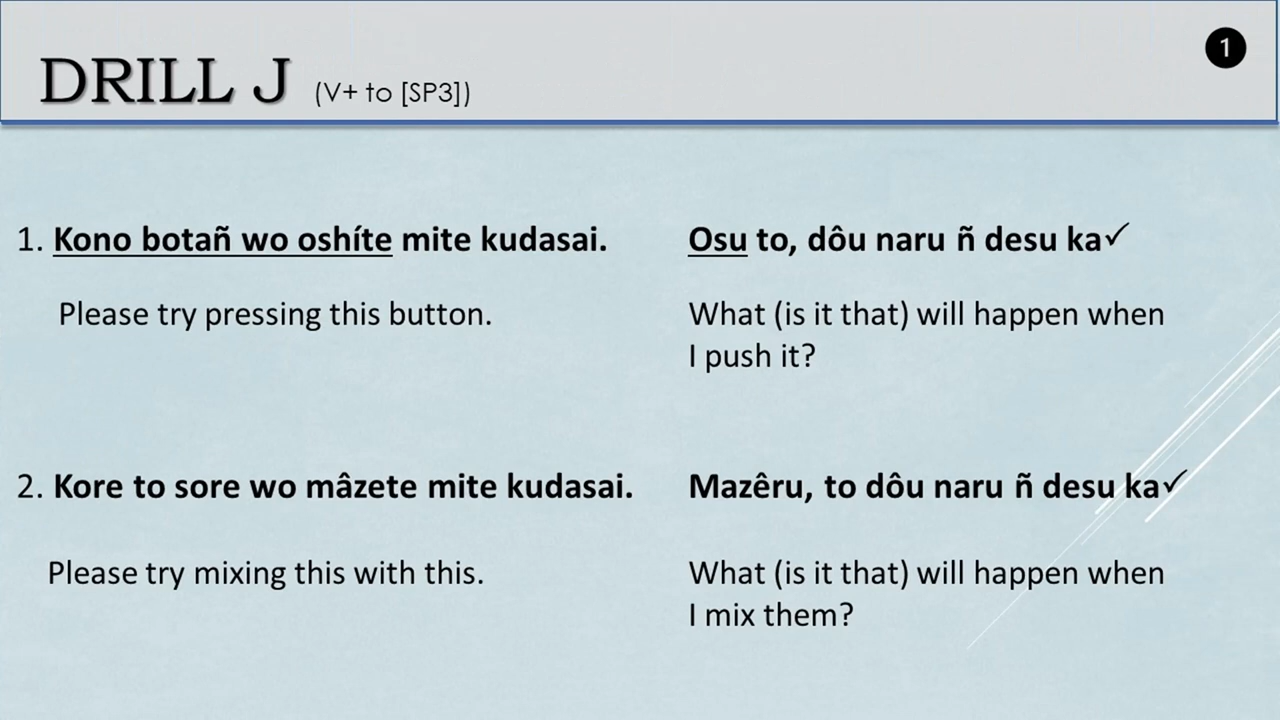 DRILL J (V+ to [SP3])
1
1. Kono botañ wo oshíte mite kudasai.
Osu to, dôu naru ñ desu ka✓
Please try pressing this button.
What (is it that) will happen when
I push it?
2. Kore to sore wo mâzete mite kudasai.
Mazêru, to dôu naru ñ desu ka✓
Please try mixing this with this.
What (is it that) will happen when
I mix them?